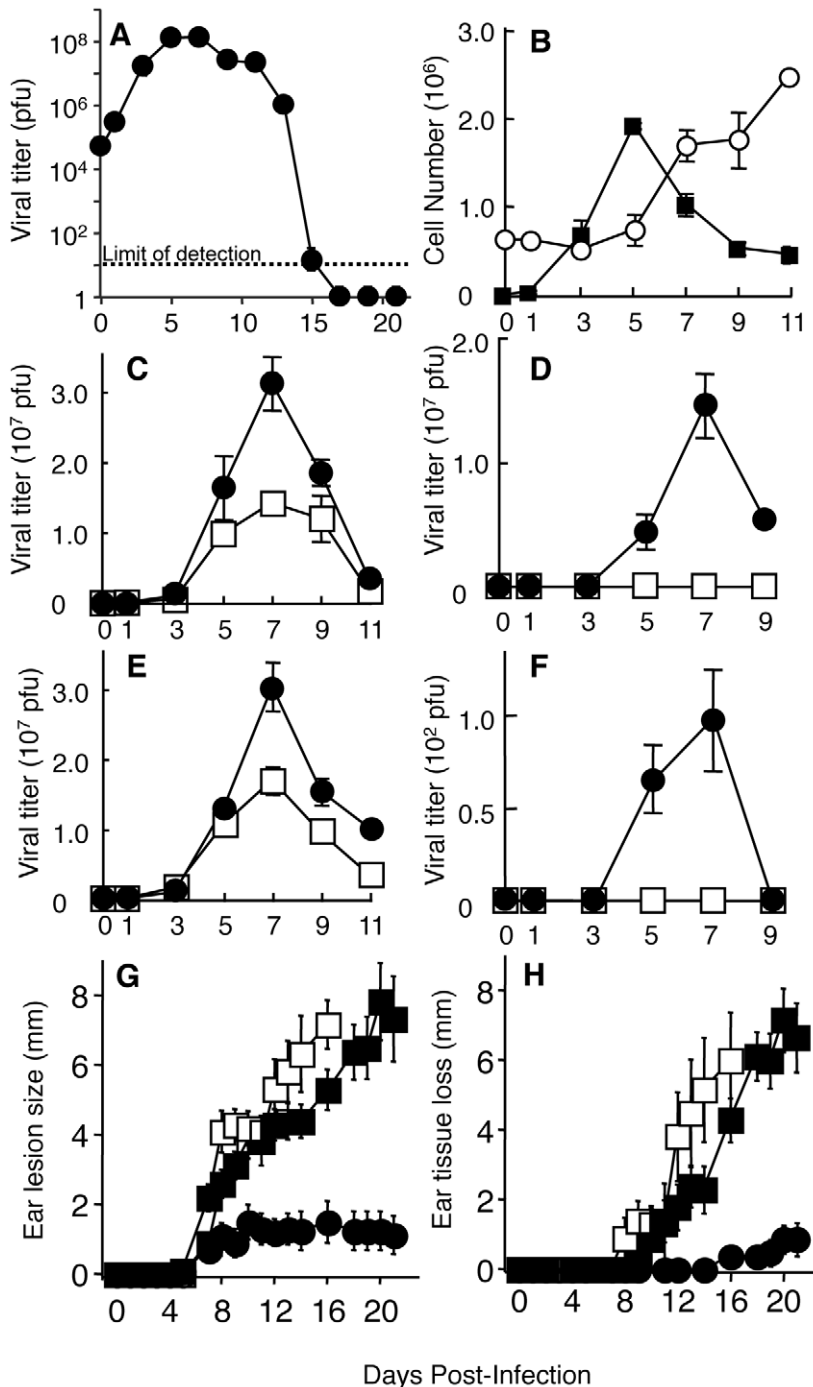 A
Viral titer (pfu)
10⁸
10⁶
10⁴
10²
1
Limit of detection
0 5 10 15 20
B
Cell Number (10⁶)
3.0
2.0
1.0
0
0 1 3 5 7 9 11
C
Viral titer (10⁷ pfu)
3.0
2.0
1.0
0
0 1 3 5 7 9 11
D
Viral titer (10⁷ pfu)
2.0
1.0
0
0 1 3 5 7 9
E
Viral titer (10⁷ pfu)
3.0
2.0
1.0
0
0 1 3 5 7 9 11
F
Viral titer (10² pfu)
1.0
0.5
0
0 1 3 5 7 9
G
Ear lesion size (mm)
8
6
4
2
0
0 4 8 12 16 20
H
Ear tissue loss (mm)
8
6
4
2
0
0 4 8 12 16 20
Days Post-Infection